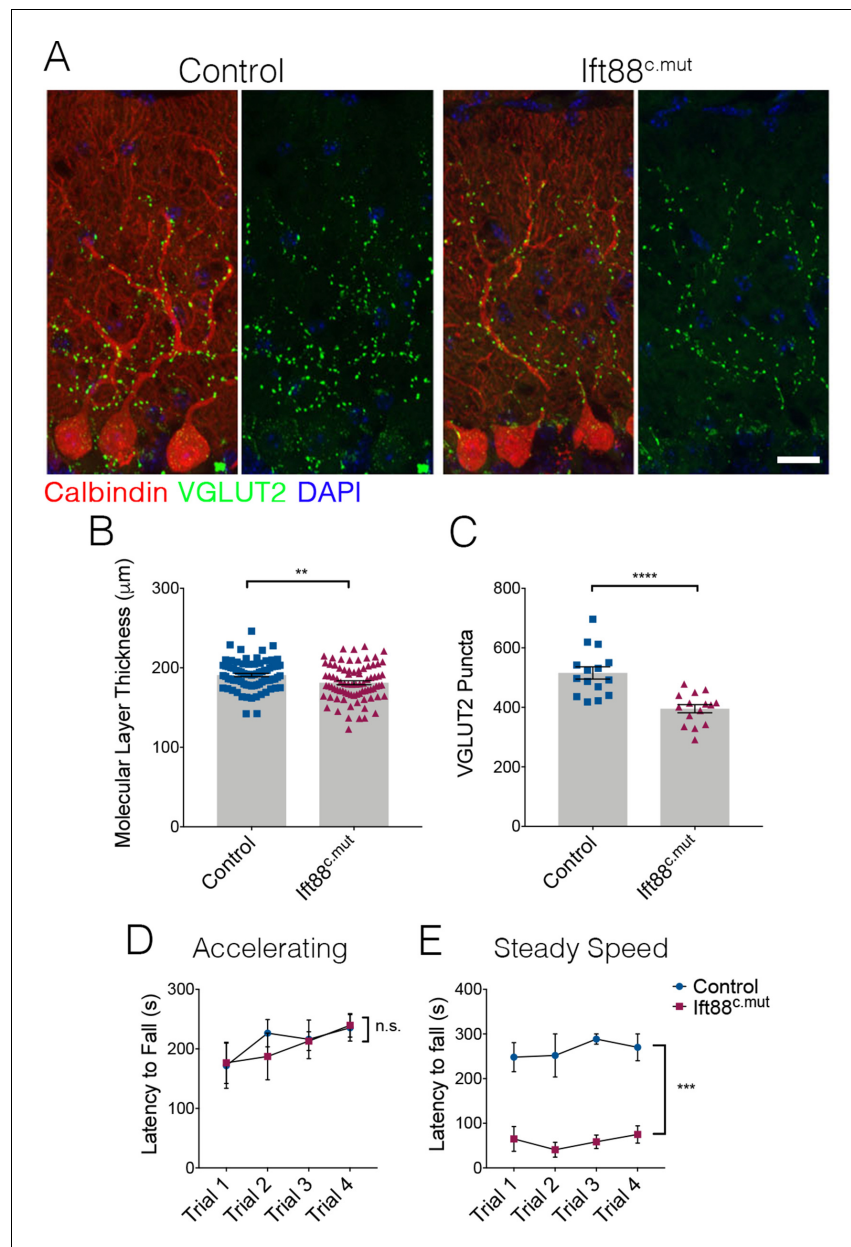 A
Control
Ift88c.mut
Calbindin VGLUT2 DAPI
B
C
Molecular Layer Thickness (μm)
300
200
100
0
**
Control
Ift88c.mut
VGLUT2 Puncta
800
600
400
200
0
****
Control
Ift88c.mut
D
Accelerating
Latency to Fall (s)
300
200
100
0
n.s.
Trial 1
Trial 2
Trial 3
Trial 4
E
Steady Speed
Latency to fall (s)
400
300
200
100
0
Control
Ift88c.mut
***
Trial 1
Trial 2
Trial 3
Trial 4